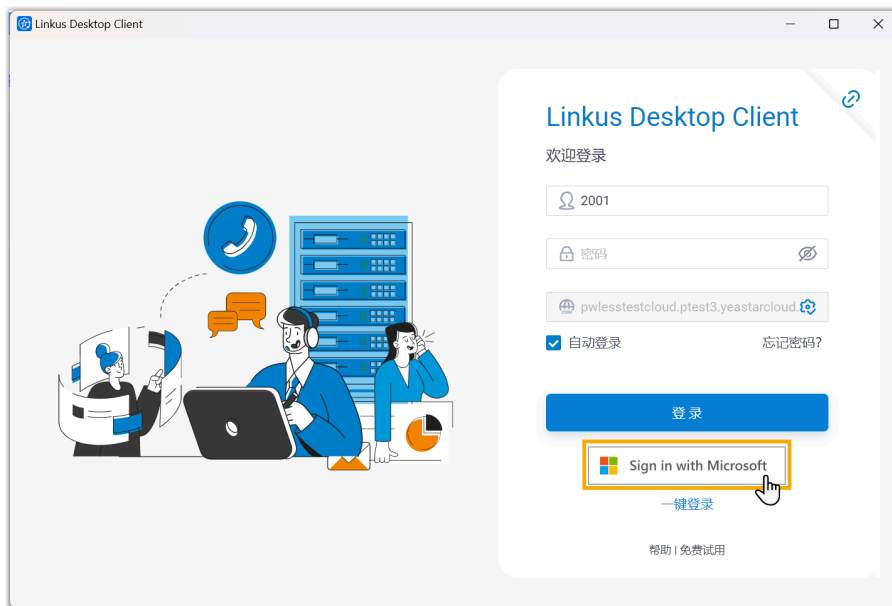 Linkus Desktop Client
Linkus Desktop Client
欢迎登录
2001
密码
pwlesstestcloud.ptest3.yeastarcloud.
自动登录
忘记密码?
登录
Sign in with Microsoft
一键登录
帮助 | 免费试用